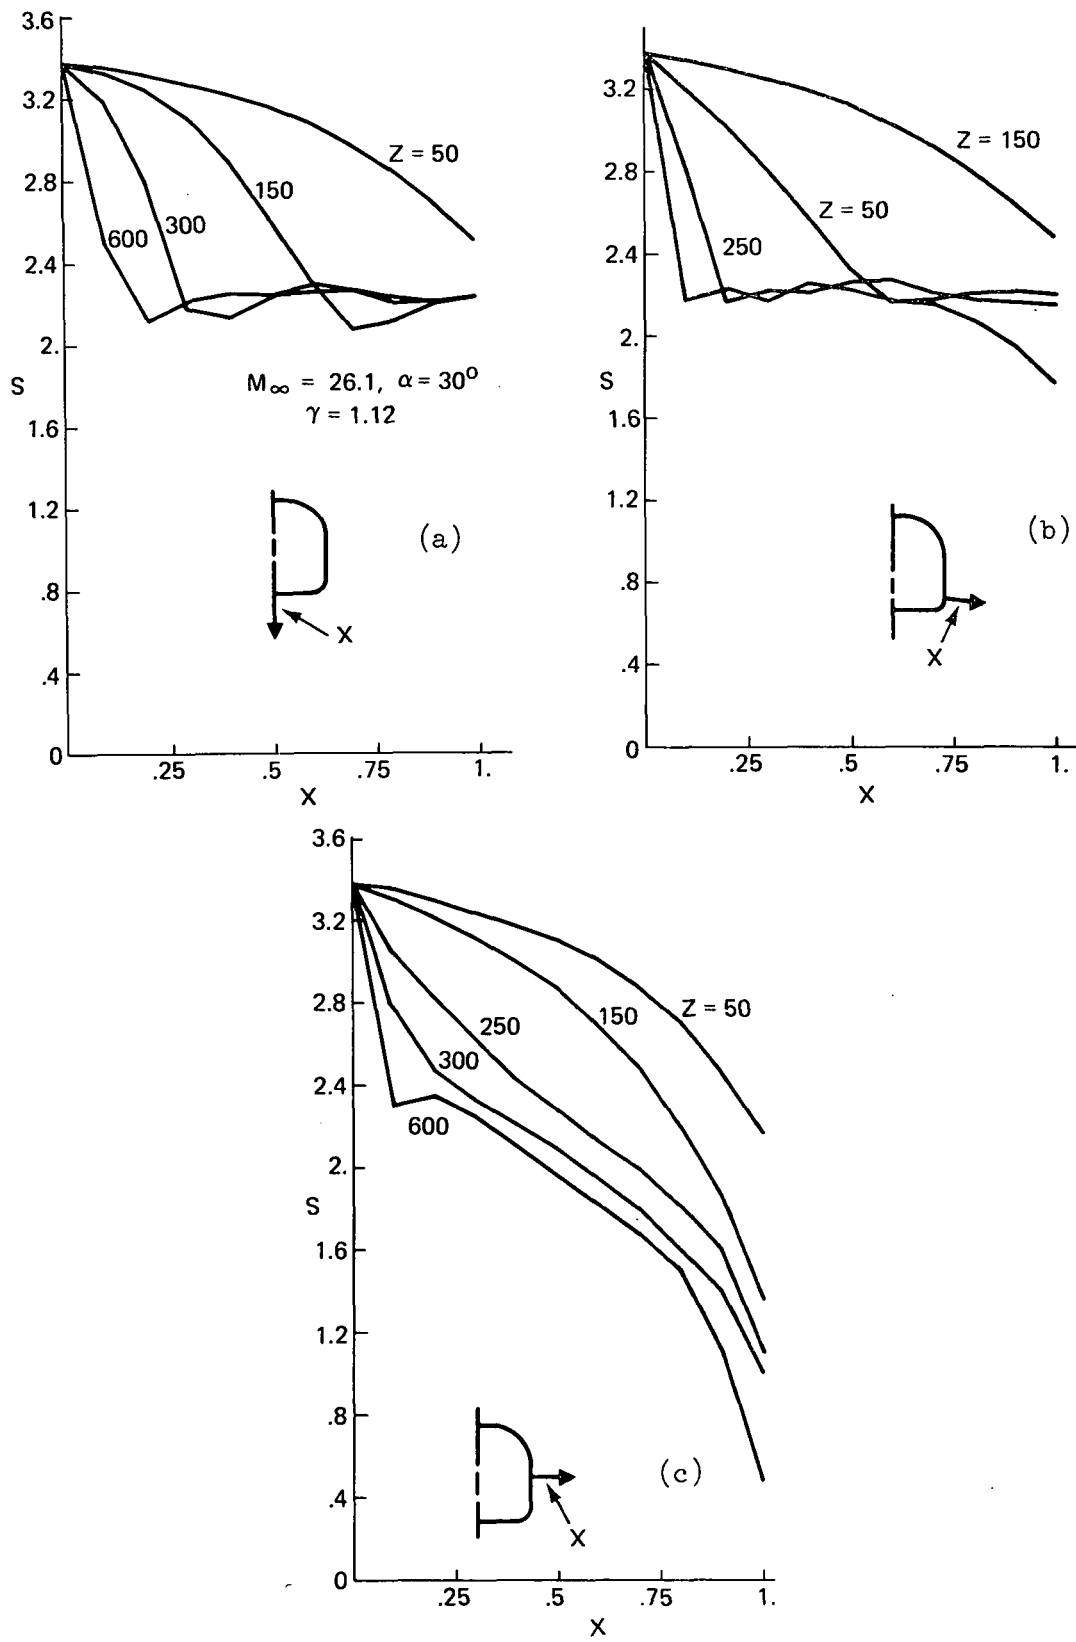 3.6
3.2
2.8
2.4
2.
S
1.6
1.2
.8
.4
0
.25
.5
.75
1.
X
Z = 50
150
300
600
M∞ = 26.1, α = 30°
γ = 1.12
(a)
X
3.2
2.8
2.4
2.
S
1.6
1.2
.8
.4
0
.25
.5
.75
1.
X
Z = 150
Z = 50
250
(b)
X
3.6
3.2
2.8
2.4
2.
S
1.6
1.2
.8
.4
0
.25
.5
.75
1.
X
Z = 50
150
250
300
600
(c)
X